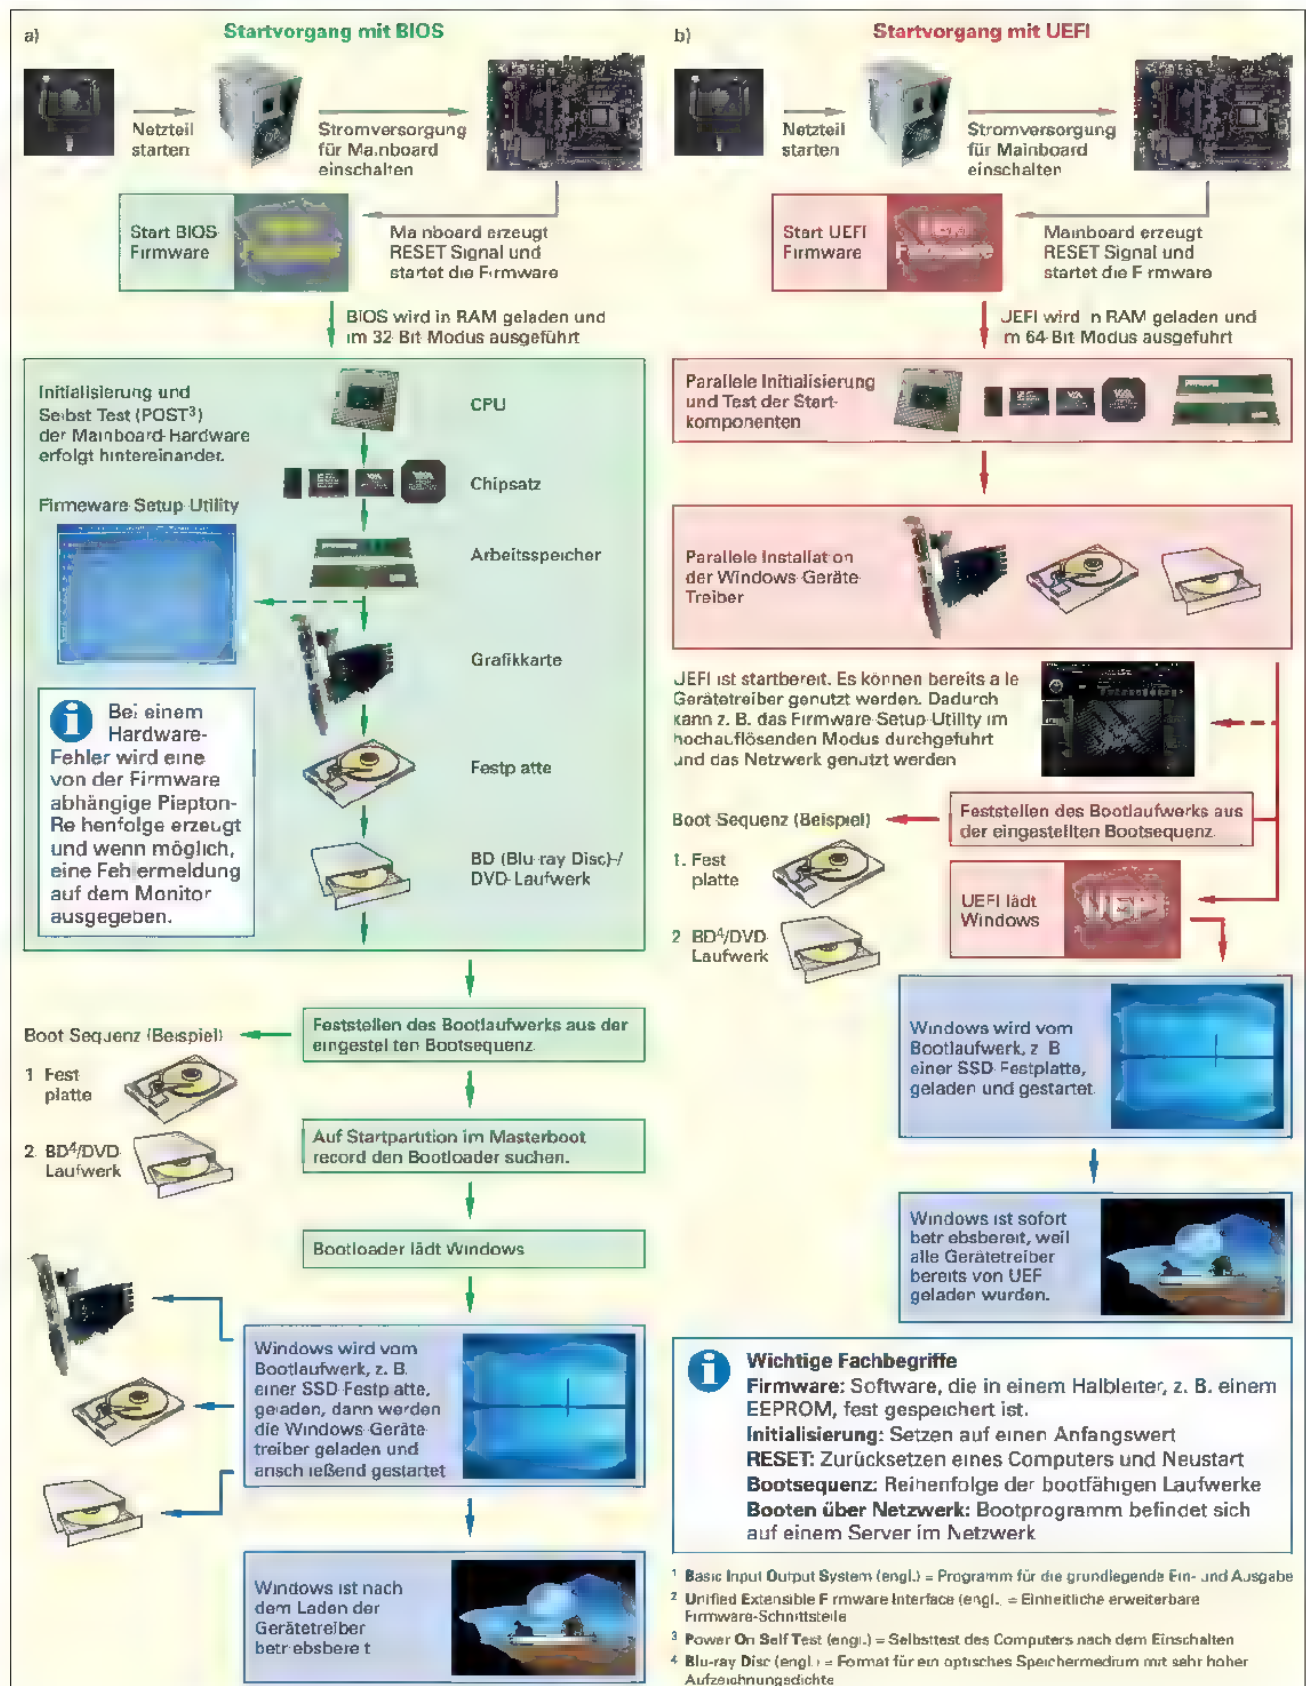 a)
Startvorgang mit BIOS
Netzteil
starten
Stromversorgung
für Mainboard
einschalten
Start BIOS-
Firmware
Mainboard erzeugt
RESET Signal und
startet die Firmware
BIOS wird in RAM geladen und
im 32-Bit-Modus ausgeführt
Initialisierung und
Selbst Test (POST³)
der Mainboard-Hardware
erfolgt hintereinander.
Firmeware-Setup-Utility
CPU
Chipsatz
Arbeitsspeicher
Grafikkarte
Festplatte
BD (Blu-ray Disc)-/
DVD-Laufwerk
Bei einem
Hardware-
Fehler wird eine
von der Firmware
abhängige Piepton-
Reihenfolge erzeugt
und wenn möglich,
eine Fehlermeldung
auf dem Monitor
ausgegeben.
Feststellen des Bootlaufwerks aus der
eingestellten Bootsequenz.
Boot Sequenz (Beispiel)
1. Fest
platte
2. BD⁴/DVD-
Laufwerk
Auf Startpartition im Masterboot
record den Bootloader suchen.
Bootloader lädt Windows
Windows wird vom
Bootlaufwerk, z. B.
einer SSD-Festplatte,
geladen, dann werden
die Windows-Geräte
treiber geladen und
anschließend gestartet
Windows ist nach
dem Laden der
Gerätetreiber
betriebsbereit
b)
Startvorgang mit UEFI
Netzteil
starten
Stromversorgung
für Mainboard
einschalten
Start UEFI
Firmware
UEFI
Mainboard erzeugt
RESET Signal und
startet die Firmware
UEFI wird in RAM geladen und
im 64-Bit-Modus ausgeführt
Parallele Initialisierung
und Test der Start-
komponenten
Parallele Installation
der Windows-Geräte-
Treiber
UEFI ist startbereit. Es können bereits alle
Gerätetreiber genutzt werden. Dadurch
kann z. B. das Firmware-Setup-Utility im
hochauflösenden Modus durchgeführt
und das Netzwerk genutzt werden
Feststellen des Bootlaufwerks aus
der eingestellten Bootsequenz.
Boot Sequenz (Beispiel)
1. Fest
platte
2 BD⁴/DVD-
Laufwerk
UEFI lädt
Windows
UEFI
Windows wird vom
Bootlaufwerk, z. B
einer SSD-Festplatte,
geladen und gestartet.
Windows ist sofort
betriebsbereit, weil
alle Gerätetreiber
bereits von UEFI
geladen wurden.
Wichtige Fachbegriffe
Firmware: Software, die in einem Halbleiter, z. B. einem
EEPROM, fest gespeichert ist.
Initialisierung: Setzen auf einen Anfangswert
RESET: Zurücksetzen eines Computers und Neustart
Bootsequenz: Reihenfolge der bootfähigen Laufwerke
Booten über Netzwerk: Bootprogramm befindet sich
auf einem Server im Netzwerk
¹ Basic Input Output System (engl.) = Programm für die grundlegende Ein- und Ausgabe
² Unified Extensible Firmware Interface (engl.) = Einheitliche erweiterbare
Firmware-Schnittstelle
³ Power On Self Test (engl.) = Selbsttest des Computers nach dem Einschalten
⁴ Blu-ray Disc (engl.) = Format für ein optisches Speichermedium mit sehr hoher
Aufzeichnungsdichte